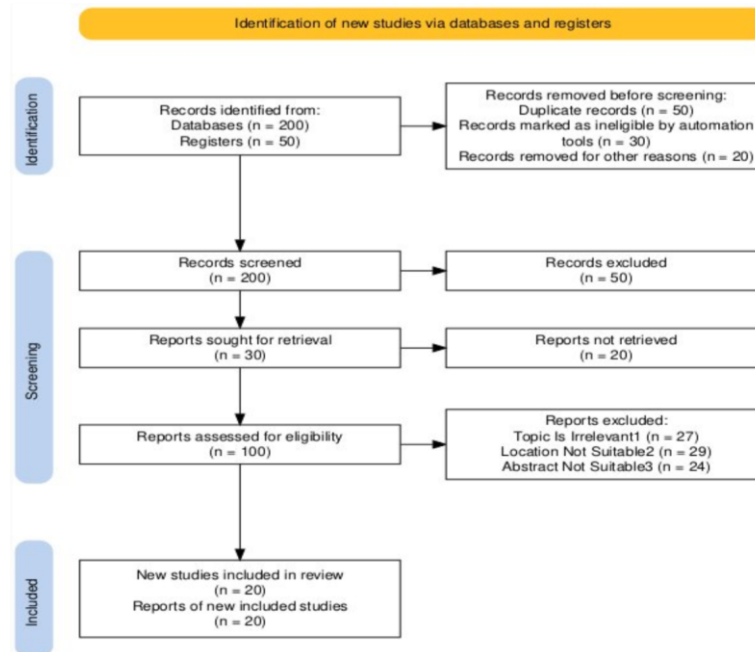 Identification of new studies via databases and registers
Identification
Records identified from:
Databases (n = 200)
Registers (n = 50)
Records removed before screening:
Duplicate records (n = 50)
Records marked as ineligible by automation
tools (n = 30)
Records removed for other reasons (n = 20)
Screening
Records screened
(n = 200)
Records excluded
(n = 50)
Reports sought for retrieval
(n = 30)
Reports not retrieved
(n = 20)
Reports assessed for eligibility
(n = 100)
Reports excluded:
Topic Is Irrelevant1 (n = 27)
Location Not Suitable2 (n = 29)
Abstract Not Suitable3 (n = 24)
Included
New studies included in review
(n = 20)
Reports of new included studies
(n = 20)